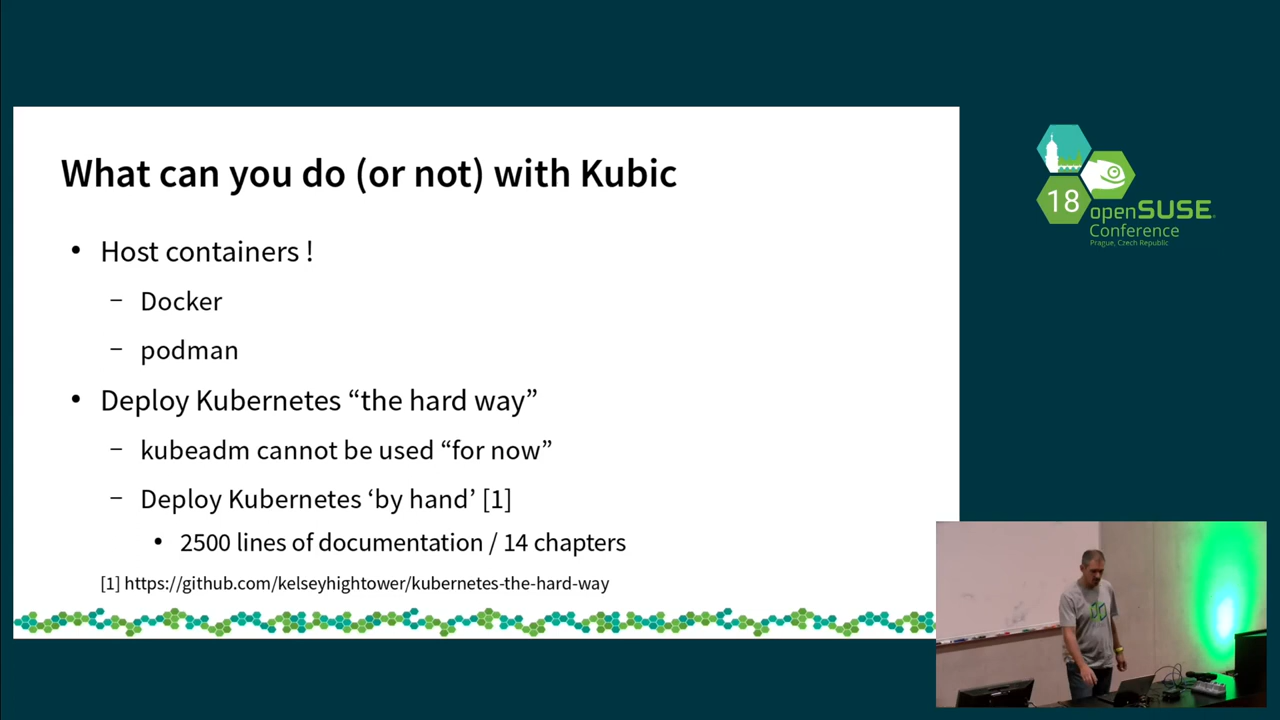 What can you do (or not) with Kubic
• Host containers !
– Docker
– podman
• Deploy Kubernetes “the hard way”
– kubeadm cannot be used “for now”
– Deploy Kubernetes ‘by hand’ [1]
• 2500 lines of documentation / 14 chapters
[1] https://github.com/kelseyhightower/kubernetes-the-hard-way
18
openSUSE
Conference
Prague, Czech Republic